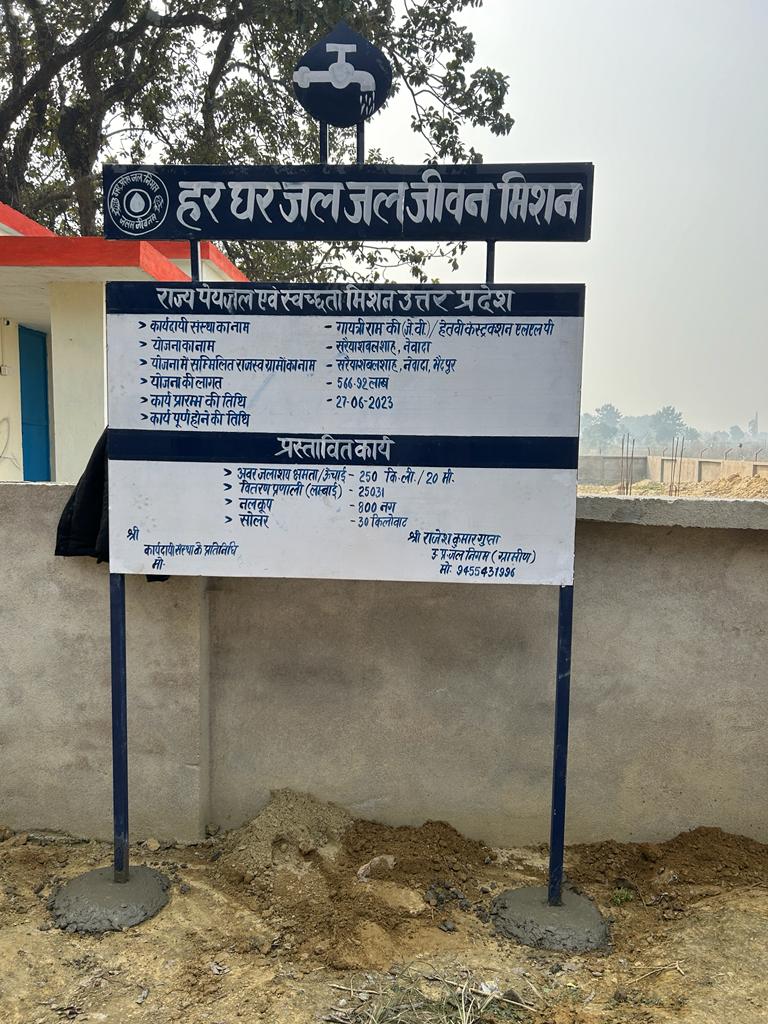 हर घर जल जल जीवन मिशन
राज्य पेयजल एवं स्वच्छता मिशन उत्तर प्रदेश
> कार्यदायी संस्था का नाम - गायत्री राम की (जे.वी.)/ हेतवी कंस्ट्रक्शन एलएलपी
> योजना का नाम - सरैयाशबलशाह, नेवादा
> योजना में सम्मिलित राजस्व ग्रामों का नाम - सरैयाशबलशाह, नेवादा, भैदपुर
> योजना की लागत - 566.92 लाख
> कार्य प्रारम्भ की तिथि - 27-06-2023
> कार्य पूर्ण होने की तिथि
प्रस्तावित कार्य
> अवर जलाशय क्षमता/ऊंचाई - 250 कि.ली./ 20 मी.
> वितरण प्रणाली (लम्बाई) - 25031
> नलकूप - 800 नग
> सोलर - 30 किलोवाट
श्री
कार्यदायी संस्था के प्रतिनिधि
मो.
श्री राजेश कुमार गुप्ता
उ.प्र.जल निगम (ग्रामीण)
मो. 9455431996